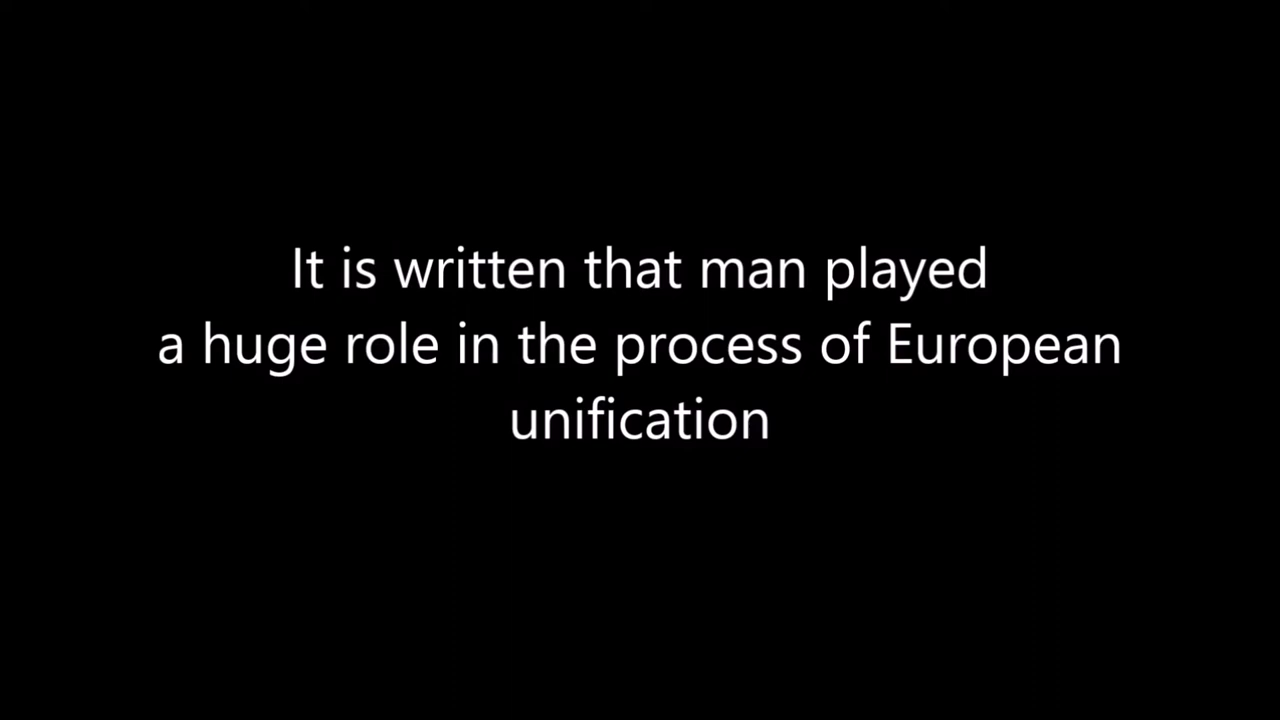 It is written that man played
a huge role in the process of European
unification